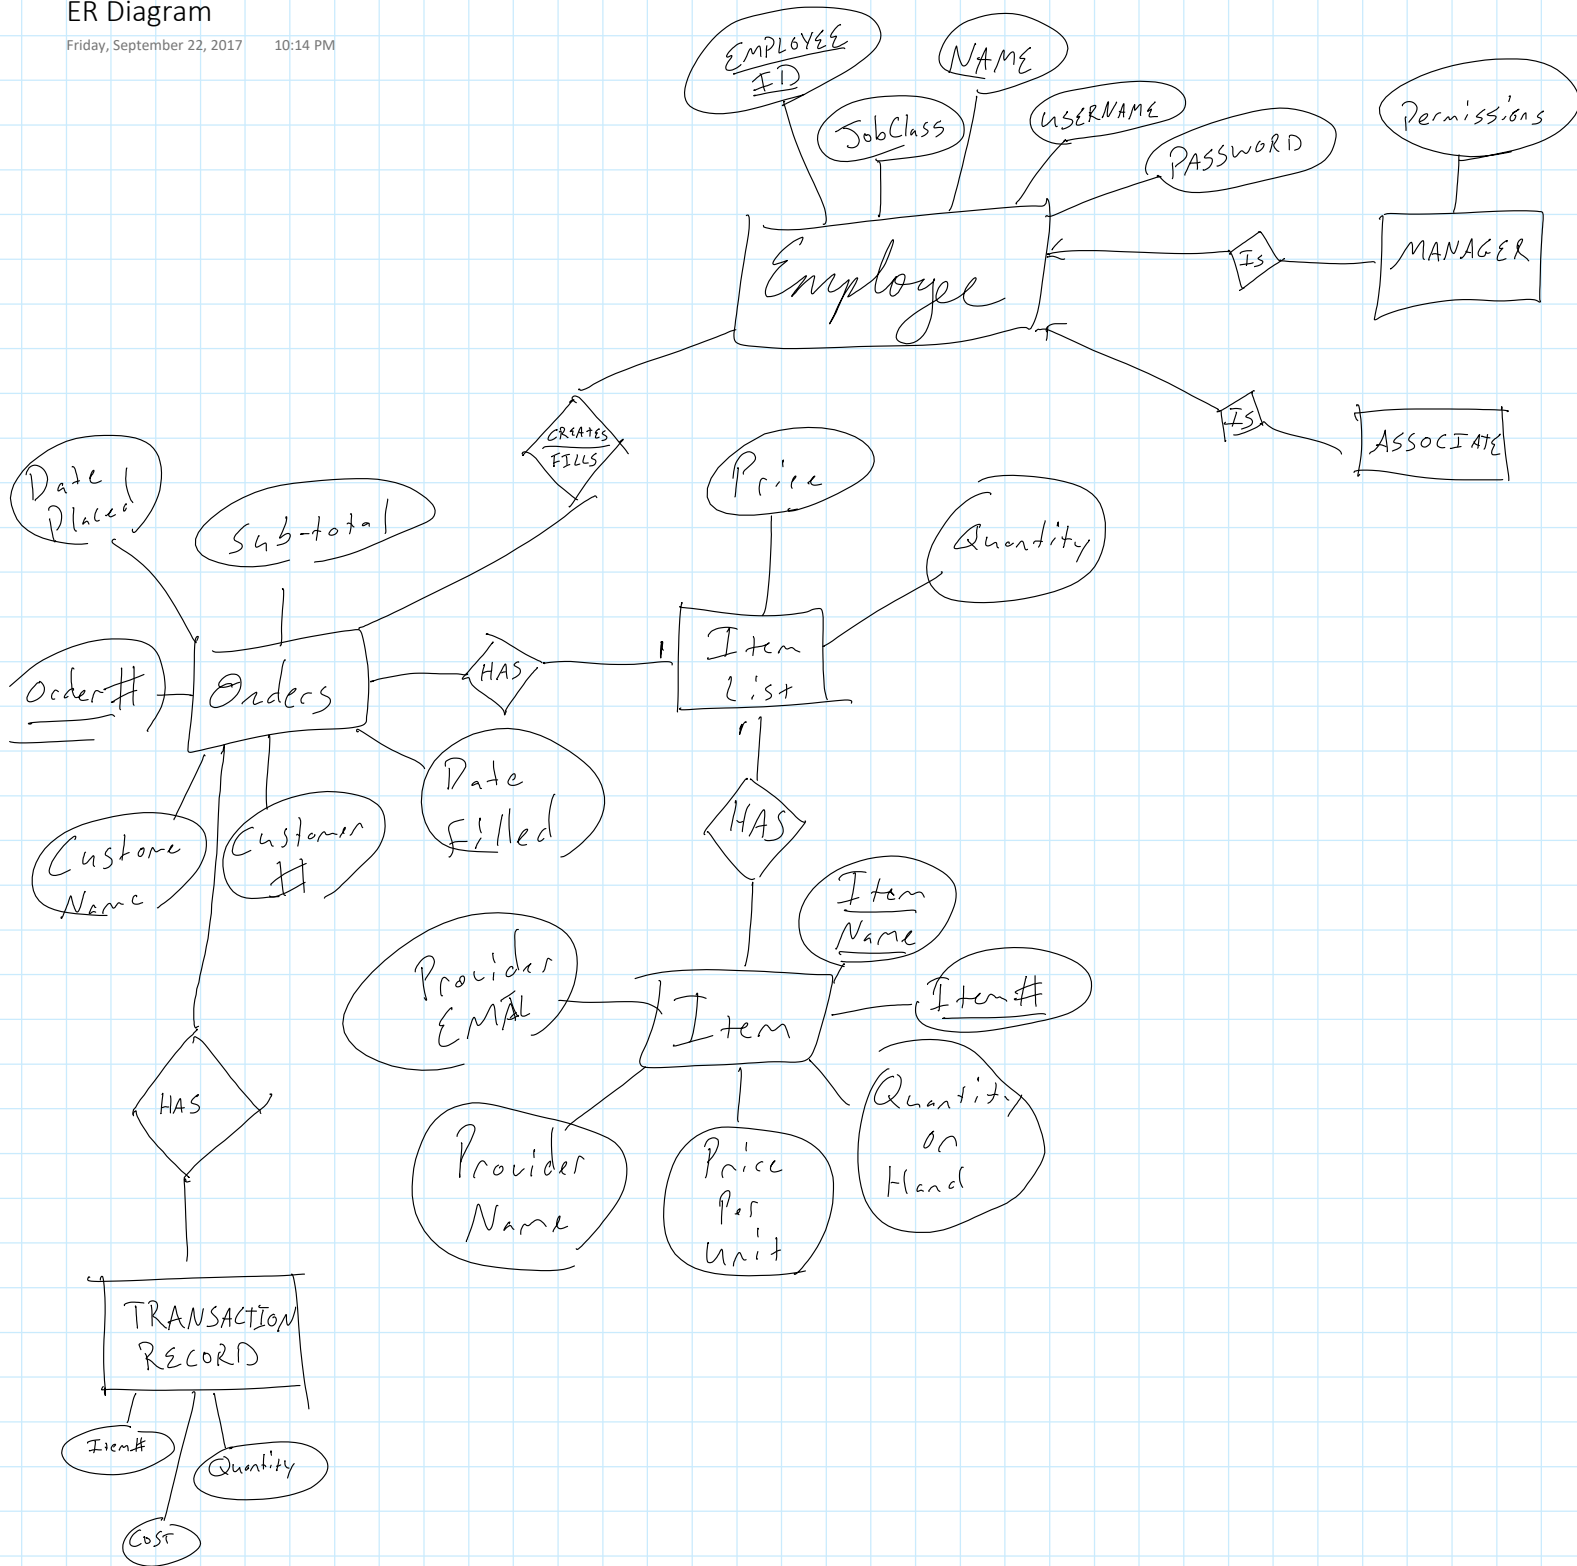 ER Diagram
Friday, September 22, 2017 10:14 PM
EMPLOYEE
ID
NAME
JobClass
USERNAME
PASSWORD
Permissions
Employee
Is
MANAGER
Is
ASSOCIATE
CREATES
FILLS
Date
Placed
Sub-total
Price
Quantity
Order#
Orders
HAS
1
Item
List
1
Date
Filled
Custome
Name
Customer
#
HAS
Item
Name
Provider
EMAIL
Item
Item#
HAS
Provider
Name
Price
Per
unit
Quantity
on
Hand
TRANSACTION
RECORD
Item#
Quantity
COST